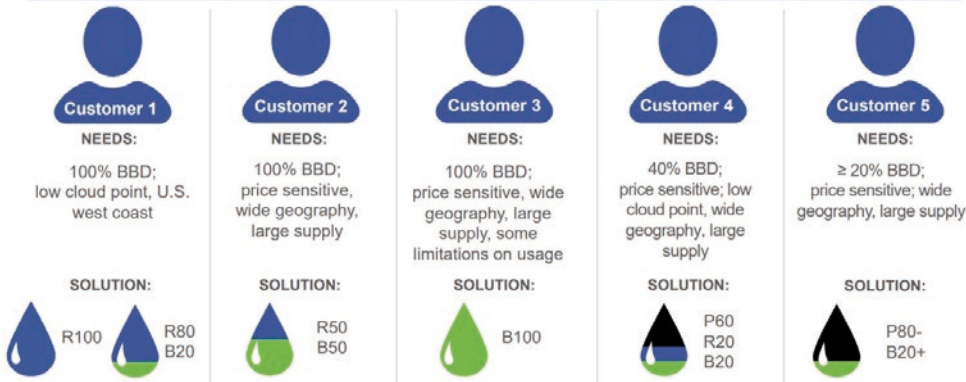 Customer 1
NEEDS:
100% BBD;
low cloud point, U.S.
west coast
SOLUTION:
R100
R80
B20
Customer 2
NEEDS:
100% BBD;
price sensitive,
wide geography,
large supply
SOLUTION:
R50
B50
Customer 3
NEEDS:
100% BBD;
price sensitive, wide
geography, large
supply, some
limitations on usage
SOLUTION:
B100
Customer 4
NEEDS:
40% BBD;
price sensitive; low
cloud point, wide
geography, large
supply
SOLUTION:
P60
R20
B20
Customer 5
NEEDS:
≥ 20% BBD;
price sensitive; wide
geography, large supply
SOLUTION:
P80-
B20+